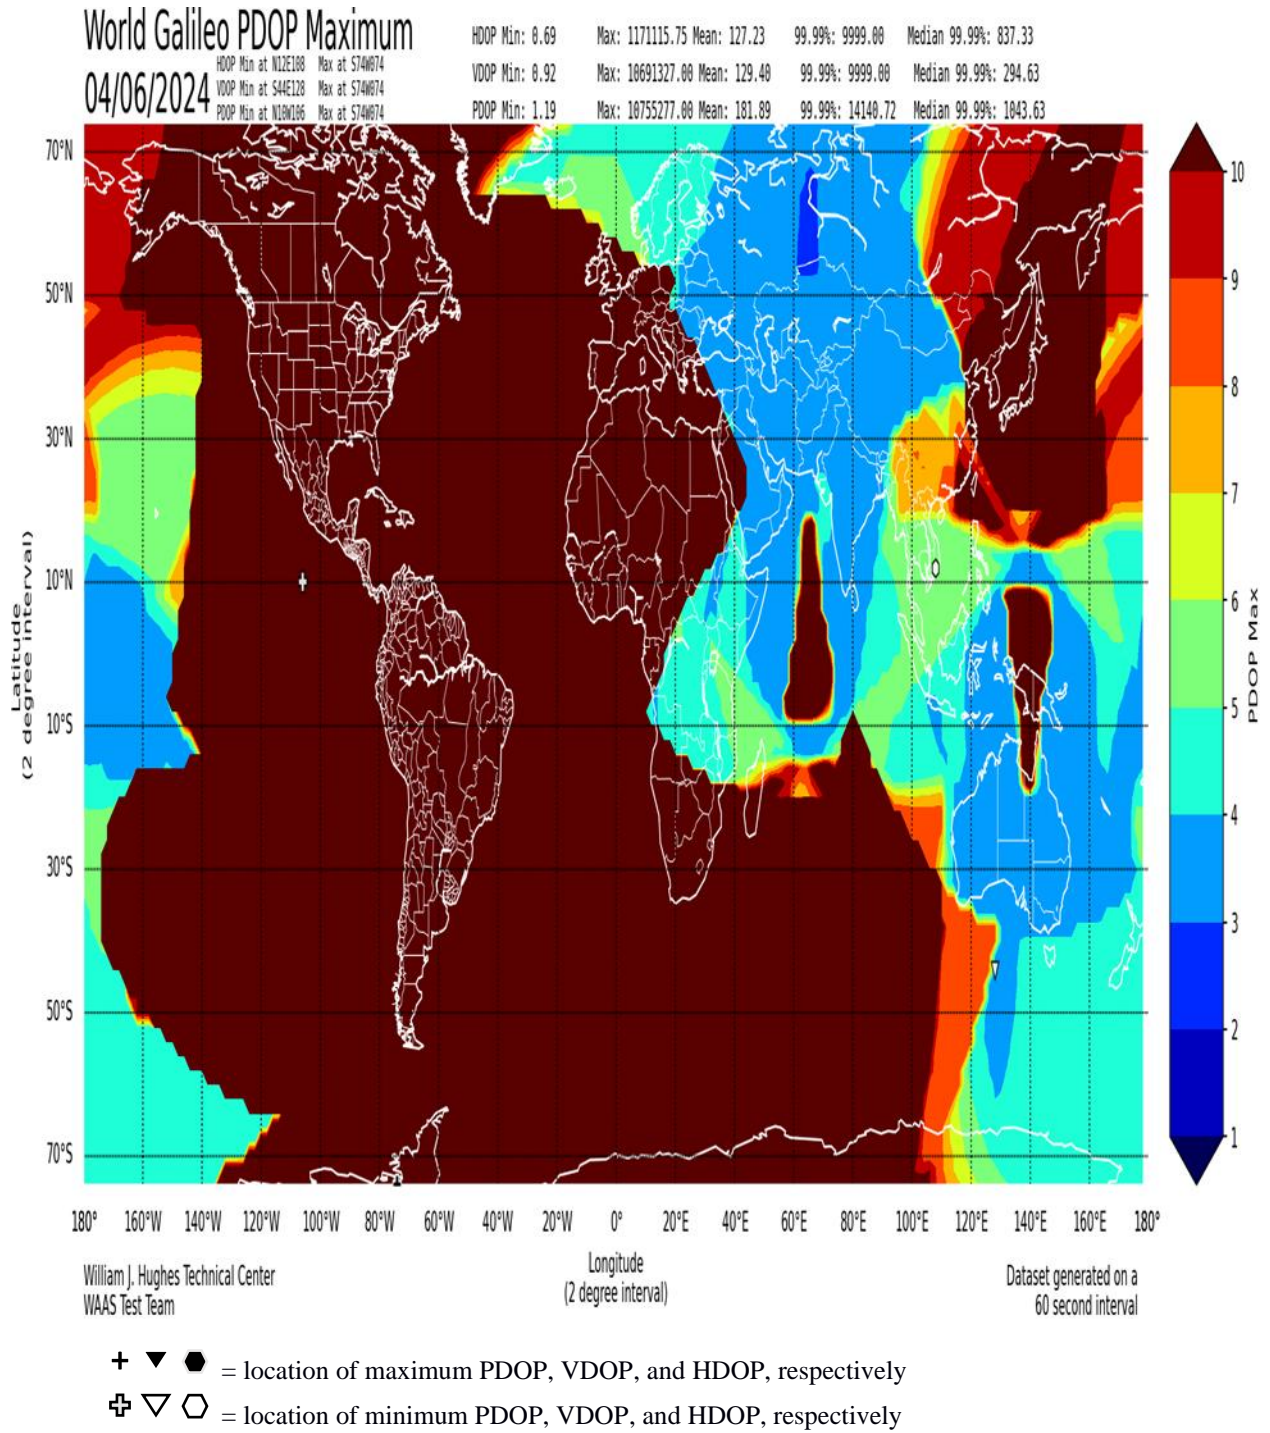 World Galileo PDOP Maximum
04/06/2024
HDOP Min at N12E108 Max at S74W074
VDOP Min at S44E128 Max at S74W074
PDOP Min at N10W106 Max at S74W074
HDOP Min: 0.69 Max: 1171115.75 Mean: 127.23 99.99%: 9999.00 Median 99.99%: 837.33
VDOP Min: 0.92 Max: 10691327.00 Mean: 129.40 99.99%: 9999.00 Median 99.99%: 294.63
PDOP Min: 1.19 Max: 10755277.00 Mean: 181.89 99.99%: 14140.72 Median 99.99%: 1043.63
70°N
50°N
30°N
10°N
10°S
30°S
50°S
70°S
Latitude
(2 degree interval)
10
9
8
7
6
5
4
3
2
1
PDOP Max
180° 160°W 140°W 120°W 100°W 80°W 60°W 40°W 20°W 0° 20°E 40°E 60°E 80°E 100°E 120°E 140°E 160°E 180°
Longitude
(2 degree interval)
William J. Hughes Technical Center
WAAS Test Team
Dataset generated on a
60 second interval
= location of maximum PDOP, VDOP, and HDOP, respectively
= location of minimum PDOP, VDOP, and HDOP, respectively